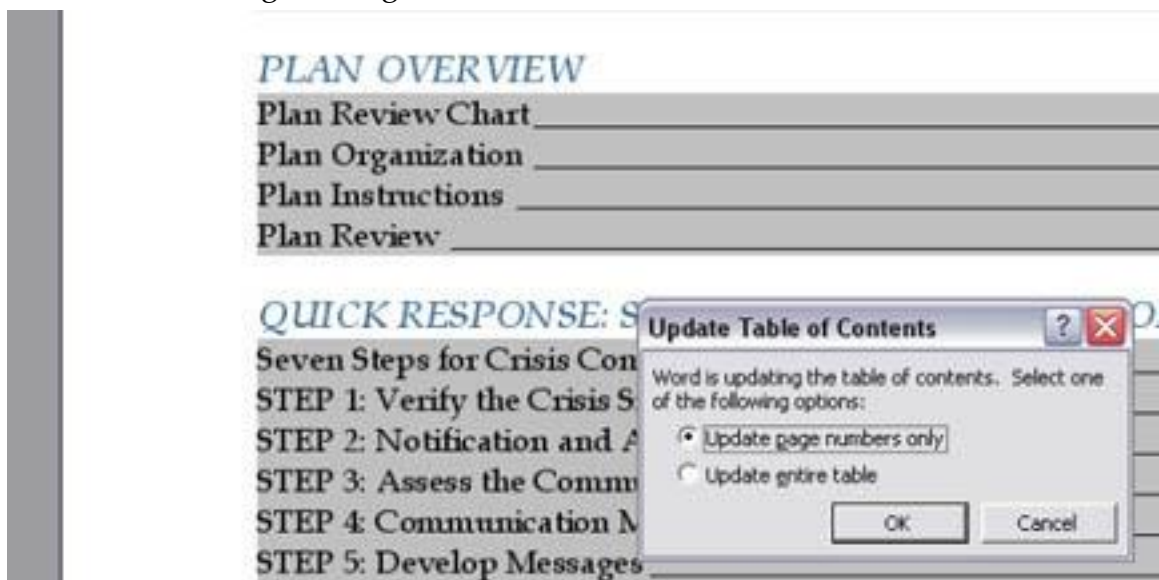 PLAN OVERVIEW
Plan Review Chart
Plan Organization
Plan Instructions
Plan Review
QUICK RESPONSE:
Seven Steps for Crisis
STEP 1: Verify the Crisis
STEP 2: Notification and
STEP 3: Assess the
STEP 4: Communication
STEP 5: Develop Messages
Update Table of Contents
Word is updating the table of contents. Select one
of the following options:
Update page numbers only
Update entire table
OK Cancel